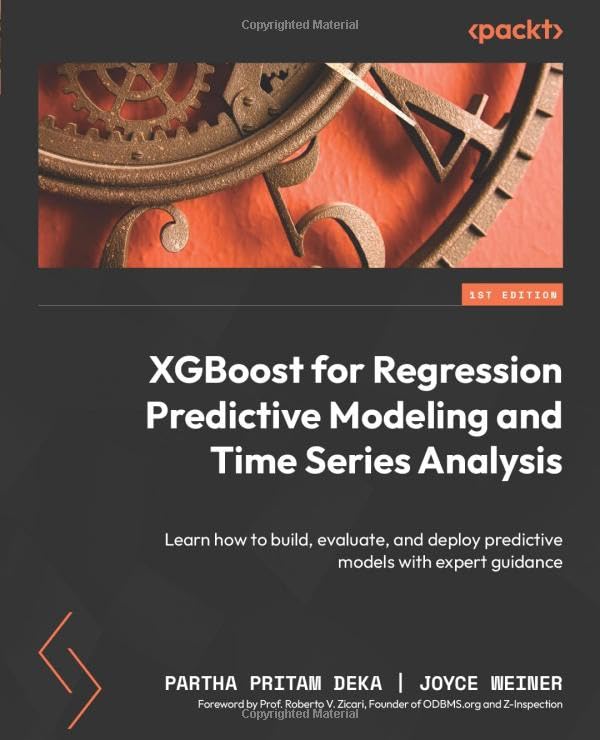 Copyrighted Material
<packt>
1ST EDITION
XGBoost for Regression
Predictive Modeling and
Time Series Analysis
Learn how to build, evaluate, and deploy predictive
models with expert guidance
PARTHA PRITAM DEKA | JOYCE WEINER
Foreword by Prof. Roberto V. Zicari, Founder of ODBMS.org and Z-Inspection
Copyrighted Material